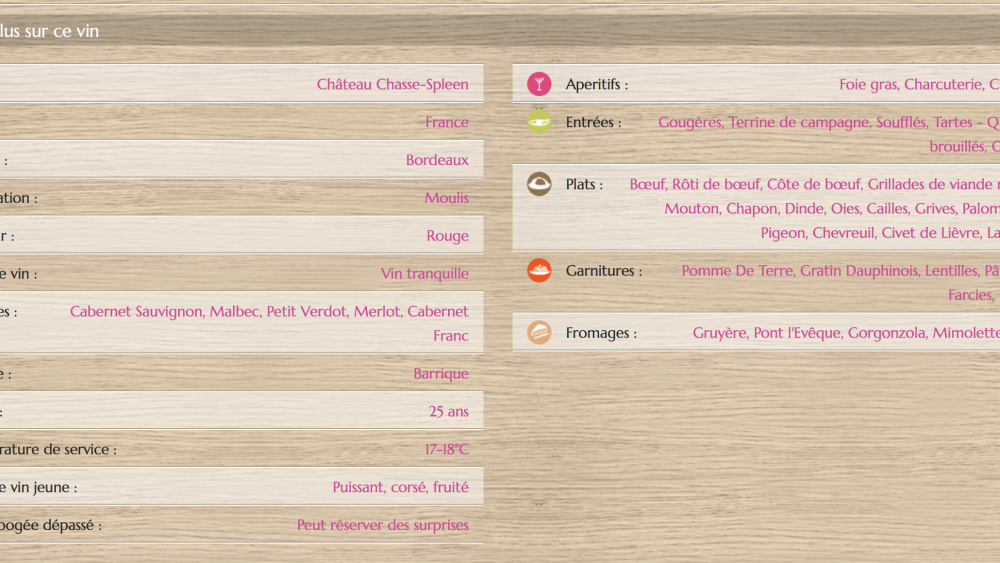 lus sur ce vin
Château Chasse-Spleen
France
: Bordeaux
ation : Moulis
r : Rouge
e vin : Vin tranquille
es : Cabernet Sauvignon, Malbec, Petit Verdot, Merlot, Cabernet
Franc
e : Barrique
: 25 ans
rature de service : 17-18°C
e vin jeune : Puissant, corsé, fruité
pogée dépassé : Peut réserver des surprises
Aperitifs : Foie gras, Charcuterie, C
Entrées : Gougères, Terrine de campagne, Soufflés, Tartes - Q
brouillés, 
Plats : Bœuf, Rôti de bœuf, Côte de bœuf, Grillades de viande r
Mouton, Chapon, Dinde, Oies, Cailles, Grives, Palom
Pigeon, Chevreuil, Civet de Lièvre, La
Garnitures : Pomme De Terre, Gratin Dauphinois, Lentilles, Pâ
Farcies,
Fromages : Gruyère, Pont l'Evêque, Gorgonzola, Mimolette